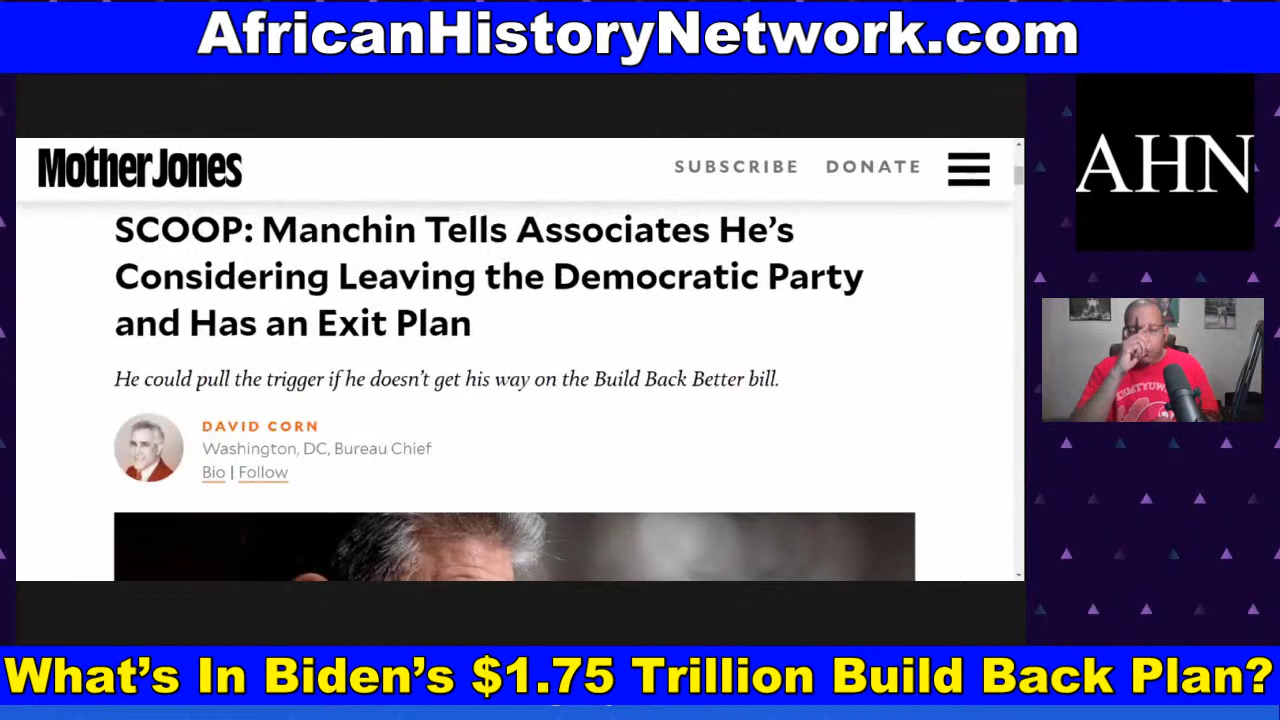 AfricanHistoryNetwork.com
Mother Jones
SUBSCRIBE DONATE
AHN
SCOOP: Manchin Tells Associates He's
Considering Leaving the Democratic Party
and Has an Exit Plan
He could pull the trigger if he doesn't get his way on the Build Back Better bill.
DAVID CORN
Washington, DC, Bureau Chief
Bio | Follow
What's In Biden's $1.75 Trillion Build Back Plan?